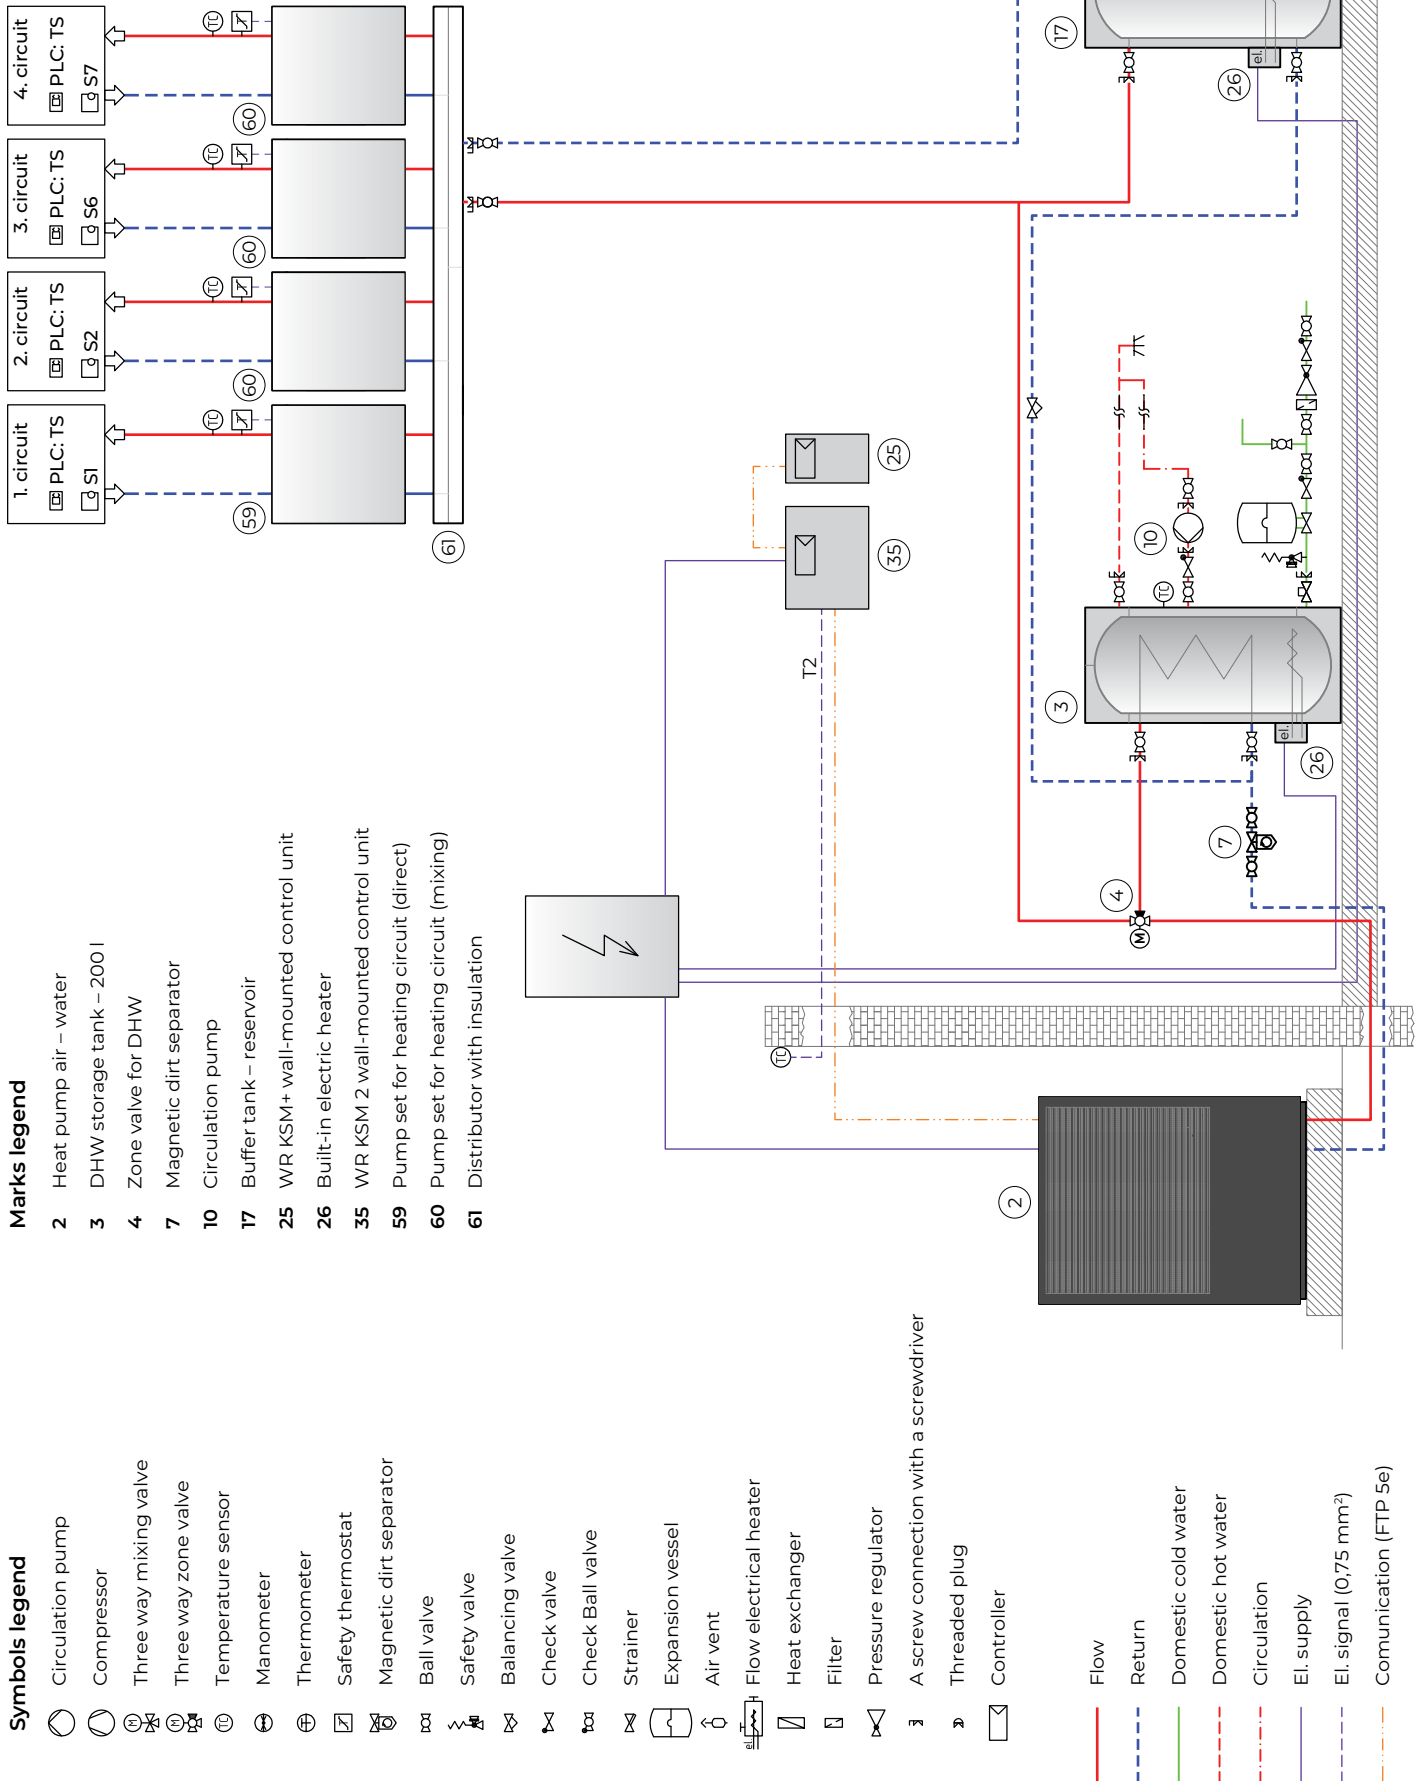 Symbols legend
Circulation pump
Compressor
M Three way mixing valve
M Three way zone valve
TC Temperature sensor
Manometer
Thermometer
Safety thermostat
Magnetic dirt separator
Ball valve
Safety valve
Balancing valve
Check valve
Check Ball valve
Strainer
Expansion vessel
Air vent
el. Flow electrical heater
Heat exchanger
Filter
Pressure regulator
A screw connection with a screwdriver
Threaded plug
Controller
Flow
Return
Domestic cold water
Domestic hot water
Circulation
El. supply
El. signal (0,75 mm²)
Comunication (FTP 5e)
Marks legend
2 Heat pump air – water
3 DHW storage tank – 200 l
4 Zone valve for DHW
7 Magnetic dirt separator
10 Circulation pump
17 Buffer tank – reservoir
25 WR KSM+ wall-mounted control unit
26 Built-in electric heater
35 WR KSM 2 wall-mounted control unit
59 Pump set for heating circuit (direct)
60 Pump set for heating circuit (mixing)
61 Distributor with insulation
1. circuit
PLC: TS
S1
2. circuit
PLC: TS
S2
3. circuit
PLC: TS
S6
4. circuit
PLC: TS
S7
TC
TC
TC
TC
59
60
60
60
61
25
35
T2
TC
2
4
M
7
3
el.
26
TC
10
17
el.
26